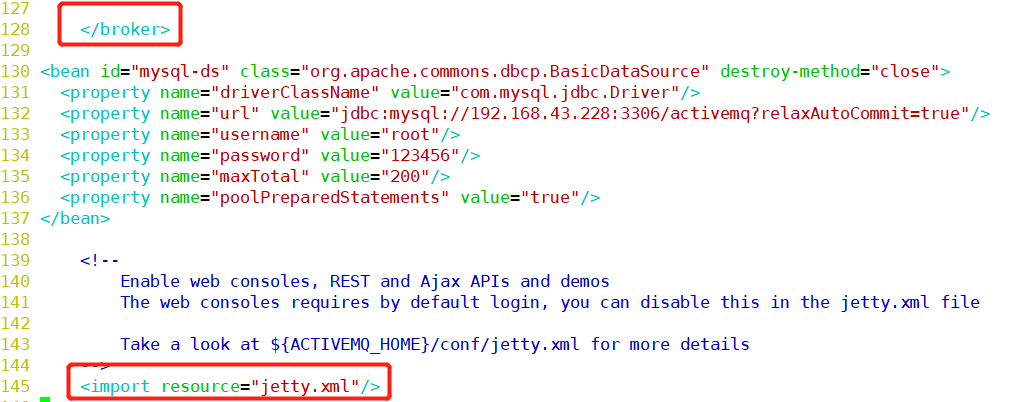 127
128     </broker>
129
130 <bean id="mysql-ds" class="org.apache.commons.dbcp.BasicDataSource" destroy-method="close">
131   <property name="driverClassName" value="com.mysql.jdbc.Driver"/>
132   <property name="url" value="jdbc:mysql://192.168.43.228:3306/activemq?relaxAutoCommit=true"/>
133   <property name="username" value="root"/>
134   <property name="password" value="123456"/>
135   <property name="maxTotal" value="200"/>
136   <property name="poolPreparedStatements" value="true"/>
137 </bean>
138
139     <!--
140         Enable web consoles, REST and Ajax APIs and demos
141         The web consoles requires by default login, you can disable this in the jetty.xml file
142
143         Take a look at ${ACTIVEMQ_HOME}/conf/jetty.xml for more details
144     -->
145     <import resource="jetty.xml"/>